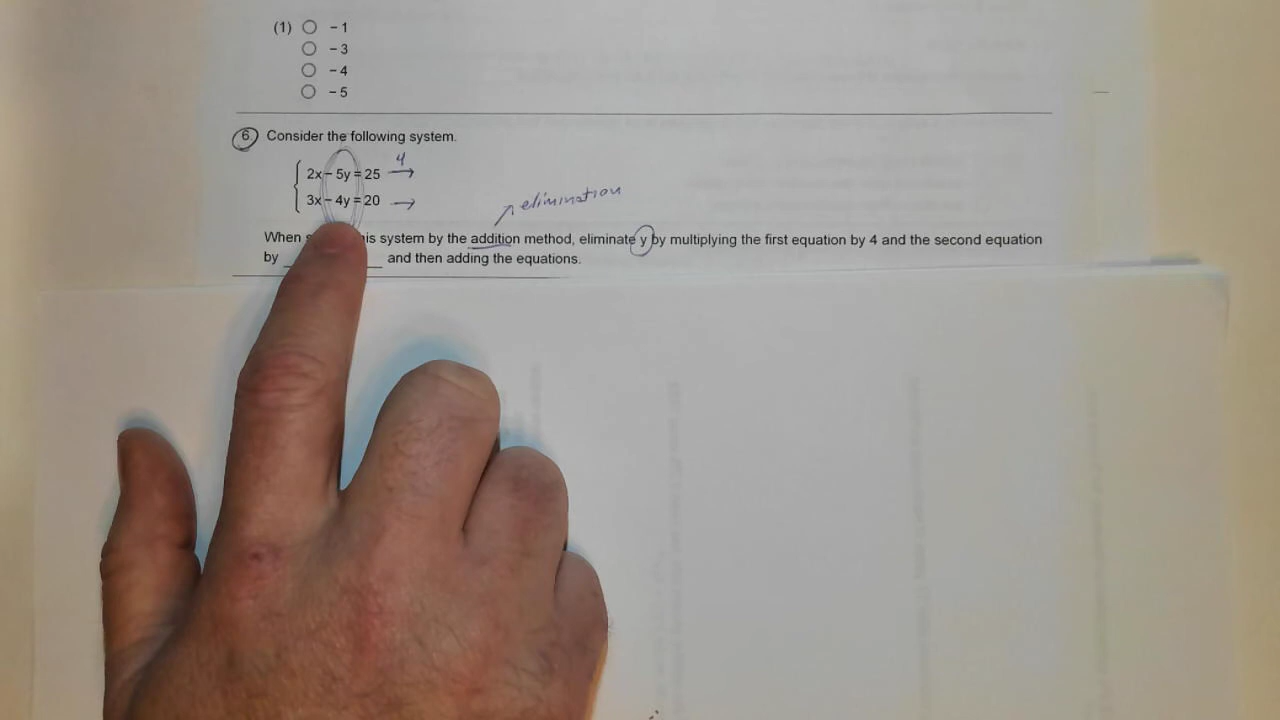 (1) ○ - 1
○ - 3
○ - 4
○ - 5
6. Consider the following system.
4
2x - 5y = 25 →
3x - 4y = 20 →
elimination
When is system by the addition method, eliminate y by multiplying the first equation by 4 and the second equation
by ______ and then adding the equations.